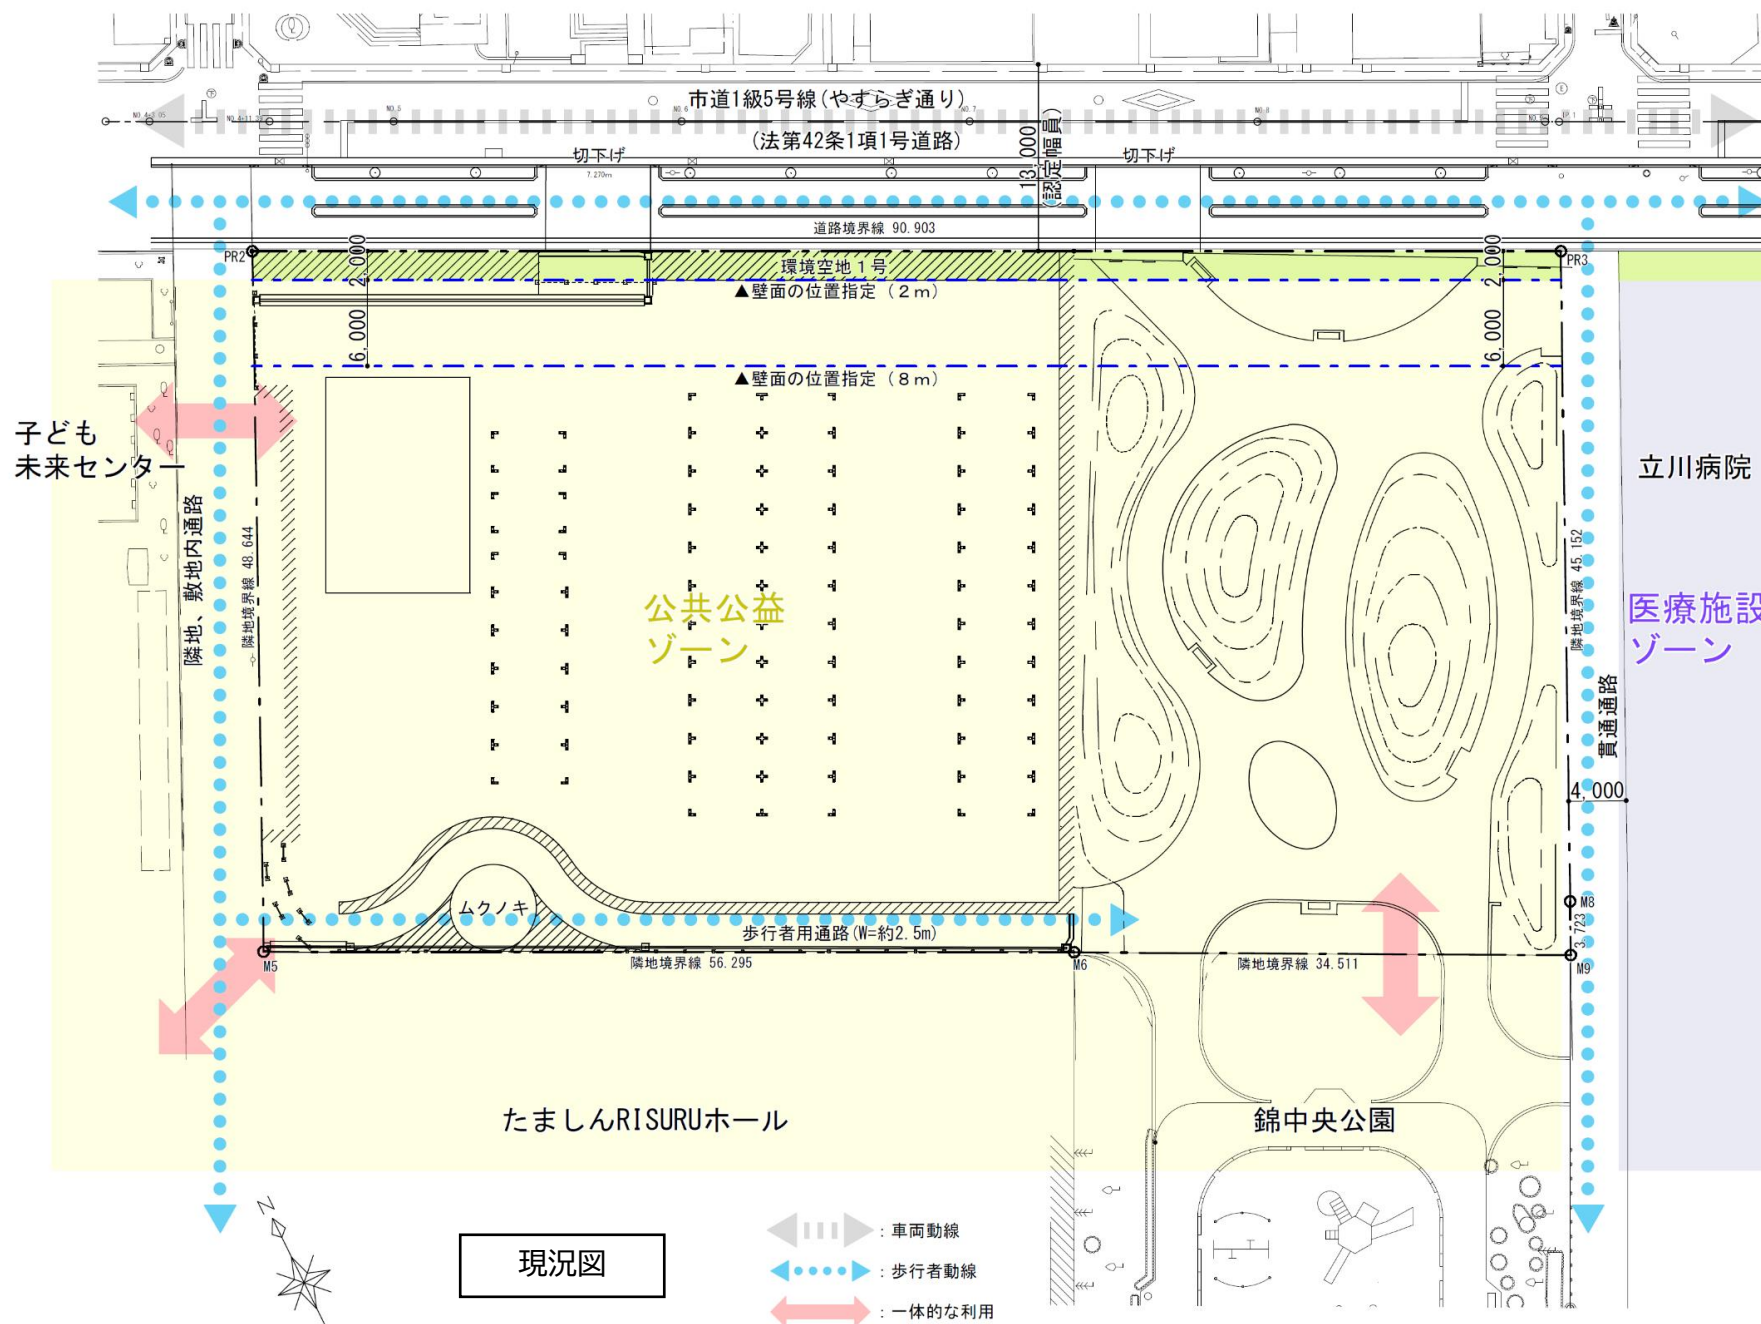 市道1級5号線(やすらぎ通り)
NO.5
NO.6
NO.7
NO.8
(法第42条1項1号道路)
13,000
(認定幅員)
切下げ
切下げ
7.270m
道路境界線 90.903
PR2
PR3
環境空地1号
2,000
2,000
▲壁面の位置指定(2m)
6,000
6,000
▲壁面の位置指定(8m)
子ども
未来センター
立川病院
隣地、敷地内通路
隣地境界線 48.644
隣地境界線 45.152
公共公益
ゾーン
医療施設
ゾーン
貫通通路
4,000
ムクノキ
M8
歩行者用通路(W=約2.5m)
3.723
M5
隣地境界線 56.295
M6
隣地境界線 34.511
M9
たましんRISURUホール
錦中央公園
N
現況図
：車両動線
：歩行者動線
：一体的な利用